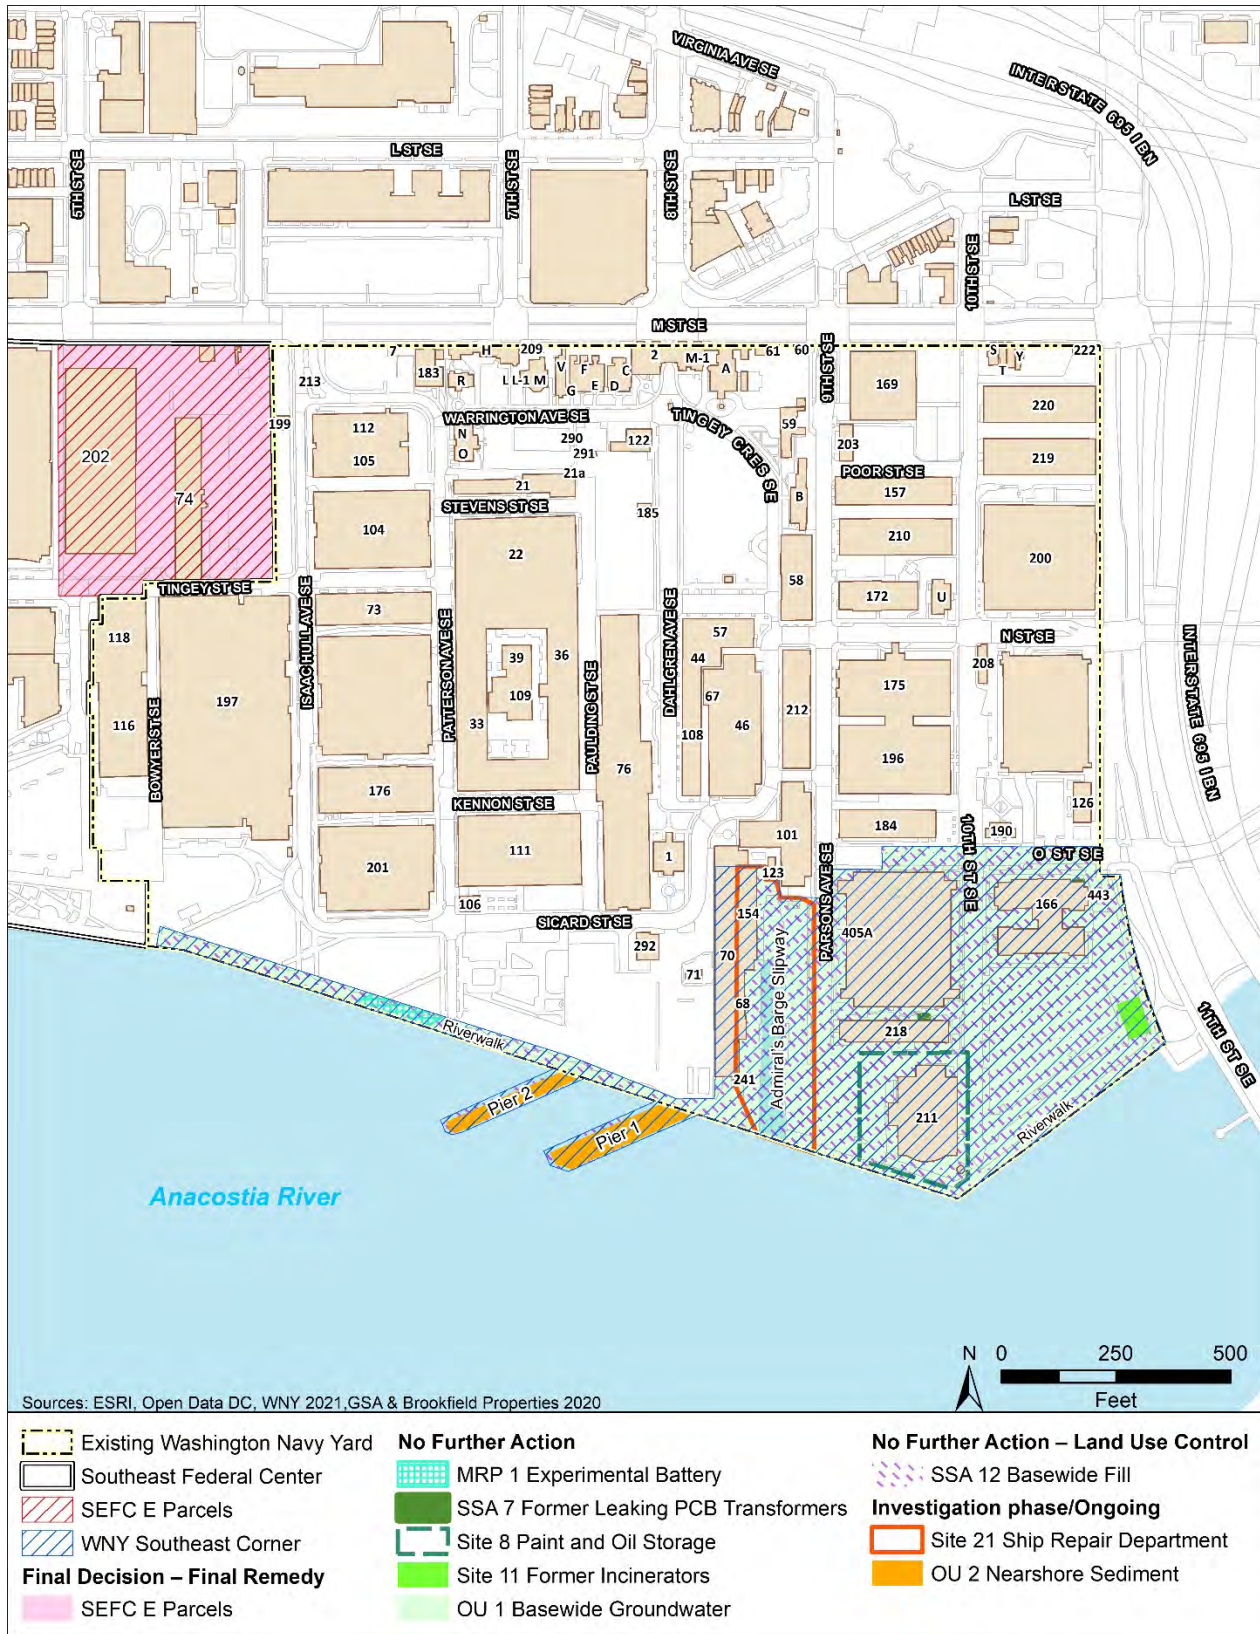 VIRGINIA AVE SE
INTERSTATE 695 I BN
L ST SE
5TH ST SE
7TH ST SE
8TH ST SE
L ST SE
10TH ST SE
M ST SE
7
H
209
2
M-1
61
60
9TH ST SE
S
Y
T
222
213
183
R
L
L-1
M
V
F
G
E
C
D
A
169
220
202
199
112
WARRINGTON AVE SE
TINGEY CRES SE
59
203
N
O
290
291
122
105
219
74
21a
21
POOR ST SE
157
STEVENS ST SE
185
B
104
22
210
200
58
TINGEY ST SE
ISAAC HULL AVE SE
73
172
U
118
57
N ST SE
INTERSTATE 695 I BN
39
36
44
208
109
67
175
197
PATTERSON AVE SE
PAULDING ST SE
DAHLGREN AVE SE
212
116
33
108
46
BOWYER ST SE
76
196
176
KENNON ST SE
126
101
184
190
111
1
10TH ST SE
O ST SE
201
123
PARSONS AVE SE
166
443
106
SICARD ST SE
154
405A
292
70
71
68
Admiral's Barge Slipway
218
11TH ST SE
Riverwalk
241
Pier 2
Pier 1
211
Riverwalk
Anacostia River
N
0 250 500
Feet
Sources: ESRI, Open Data DC, WNY 2021,GSA & Brookfield Properties 2020
Existing Washington Navy Yard
Southeast Federal Center
SEFC E Parcels
WNY Southeast Corner
Final Decision – Final Remedy
SEFC E Parcels
No Further Action
MRP 1 Experimental Battery
SSA 7 Former Leaking PCB Transformers
Site 8 Paint and Oil Storage
Site 11 Former Incinerators
OU 1 Basewide Groundwater
No Further Action – Land Use Control
SSA 12 Basewide Fill
Investigation phase/Ongoing
Site 21 Ship Repair Department
OU 2 Nearshore Sediment